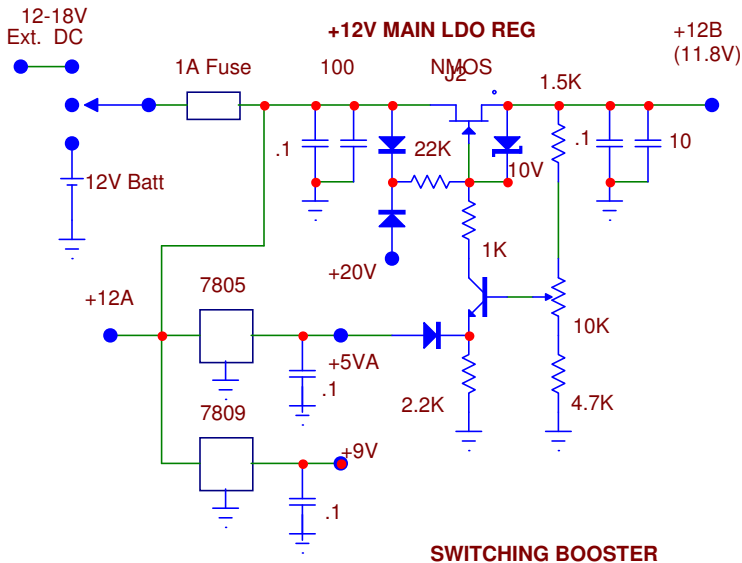 12-18V
Ext. DC
+12V MAIN LDO REG
+12B
(11.8V)
1A Fuse
100
NMOS
J2
1.5K
.1
22K
10V
.1
10
12V Batt
1K
+20V
+12A
7805
10K
+5VA
.1
2.2K
4.7K
7809
+9V
.1
SWITCHING BOOSTER